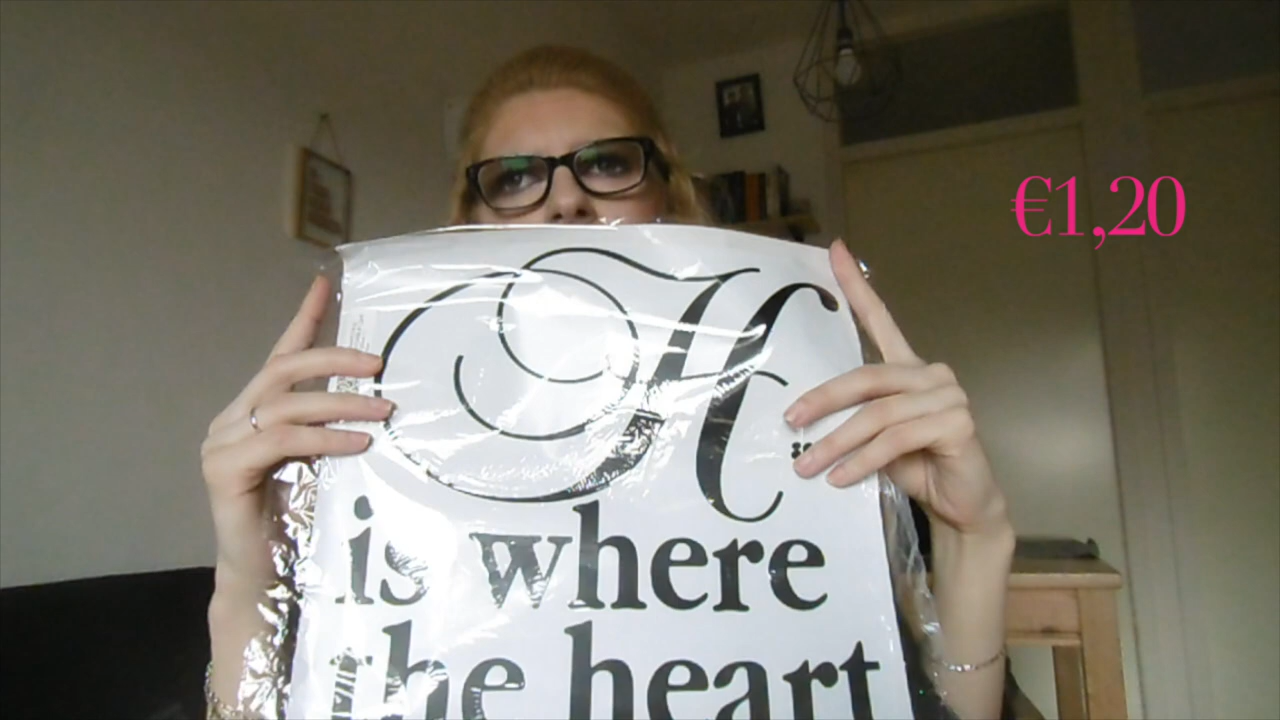 €1,20
H
is where
the heart